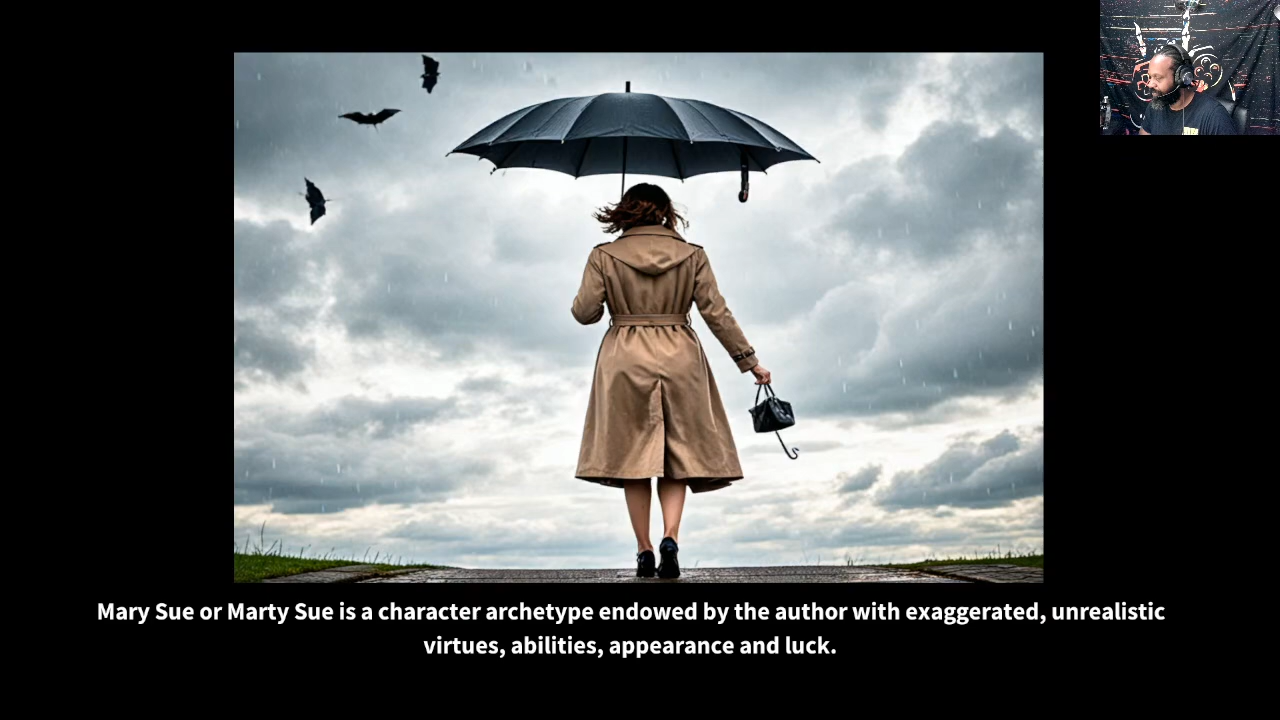 Mary Sue or Marty Sue is a character archetype endowed by the author with exaggerated, unrealistic
virtues, abilities, appearance and luck.